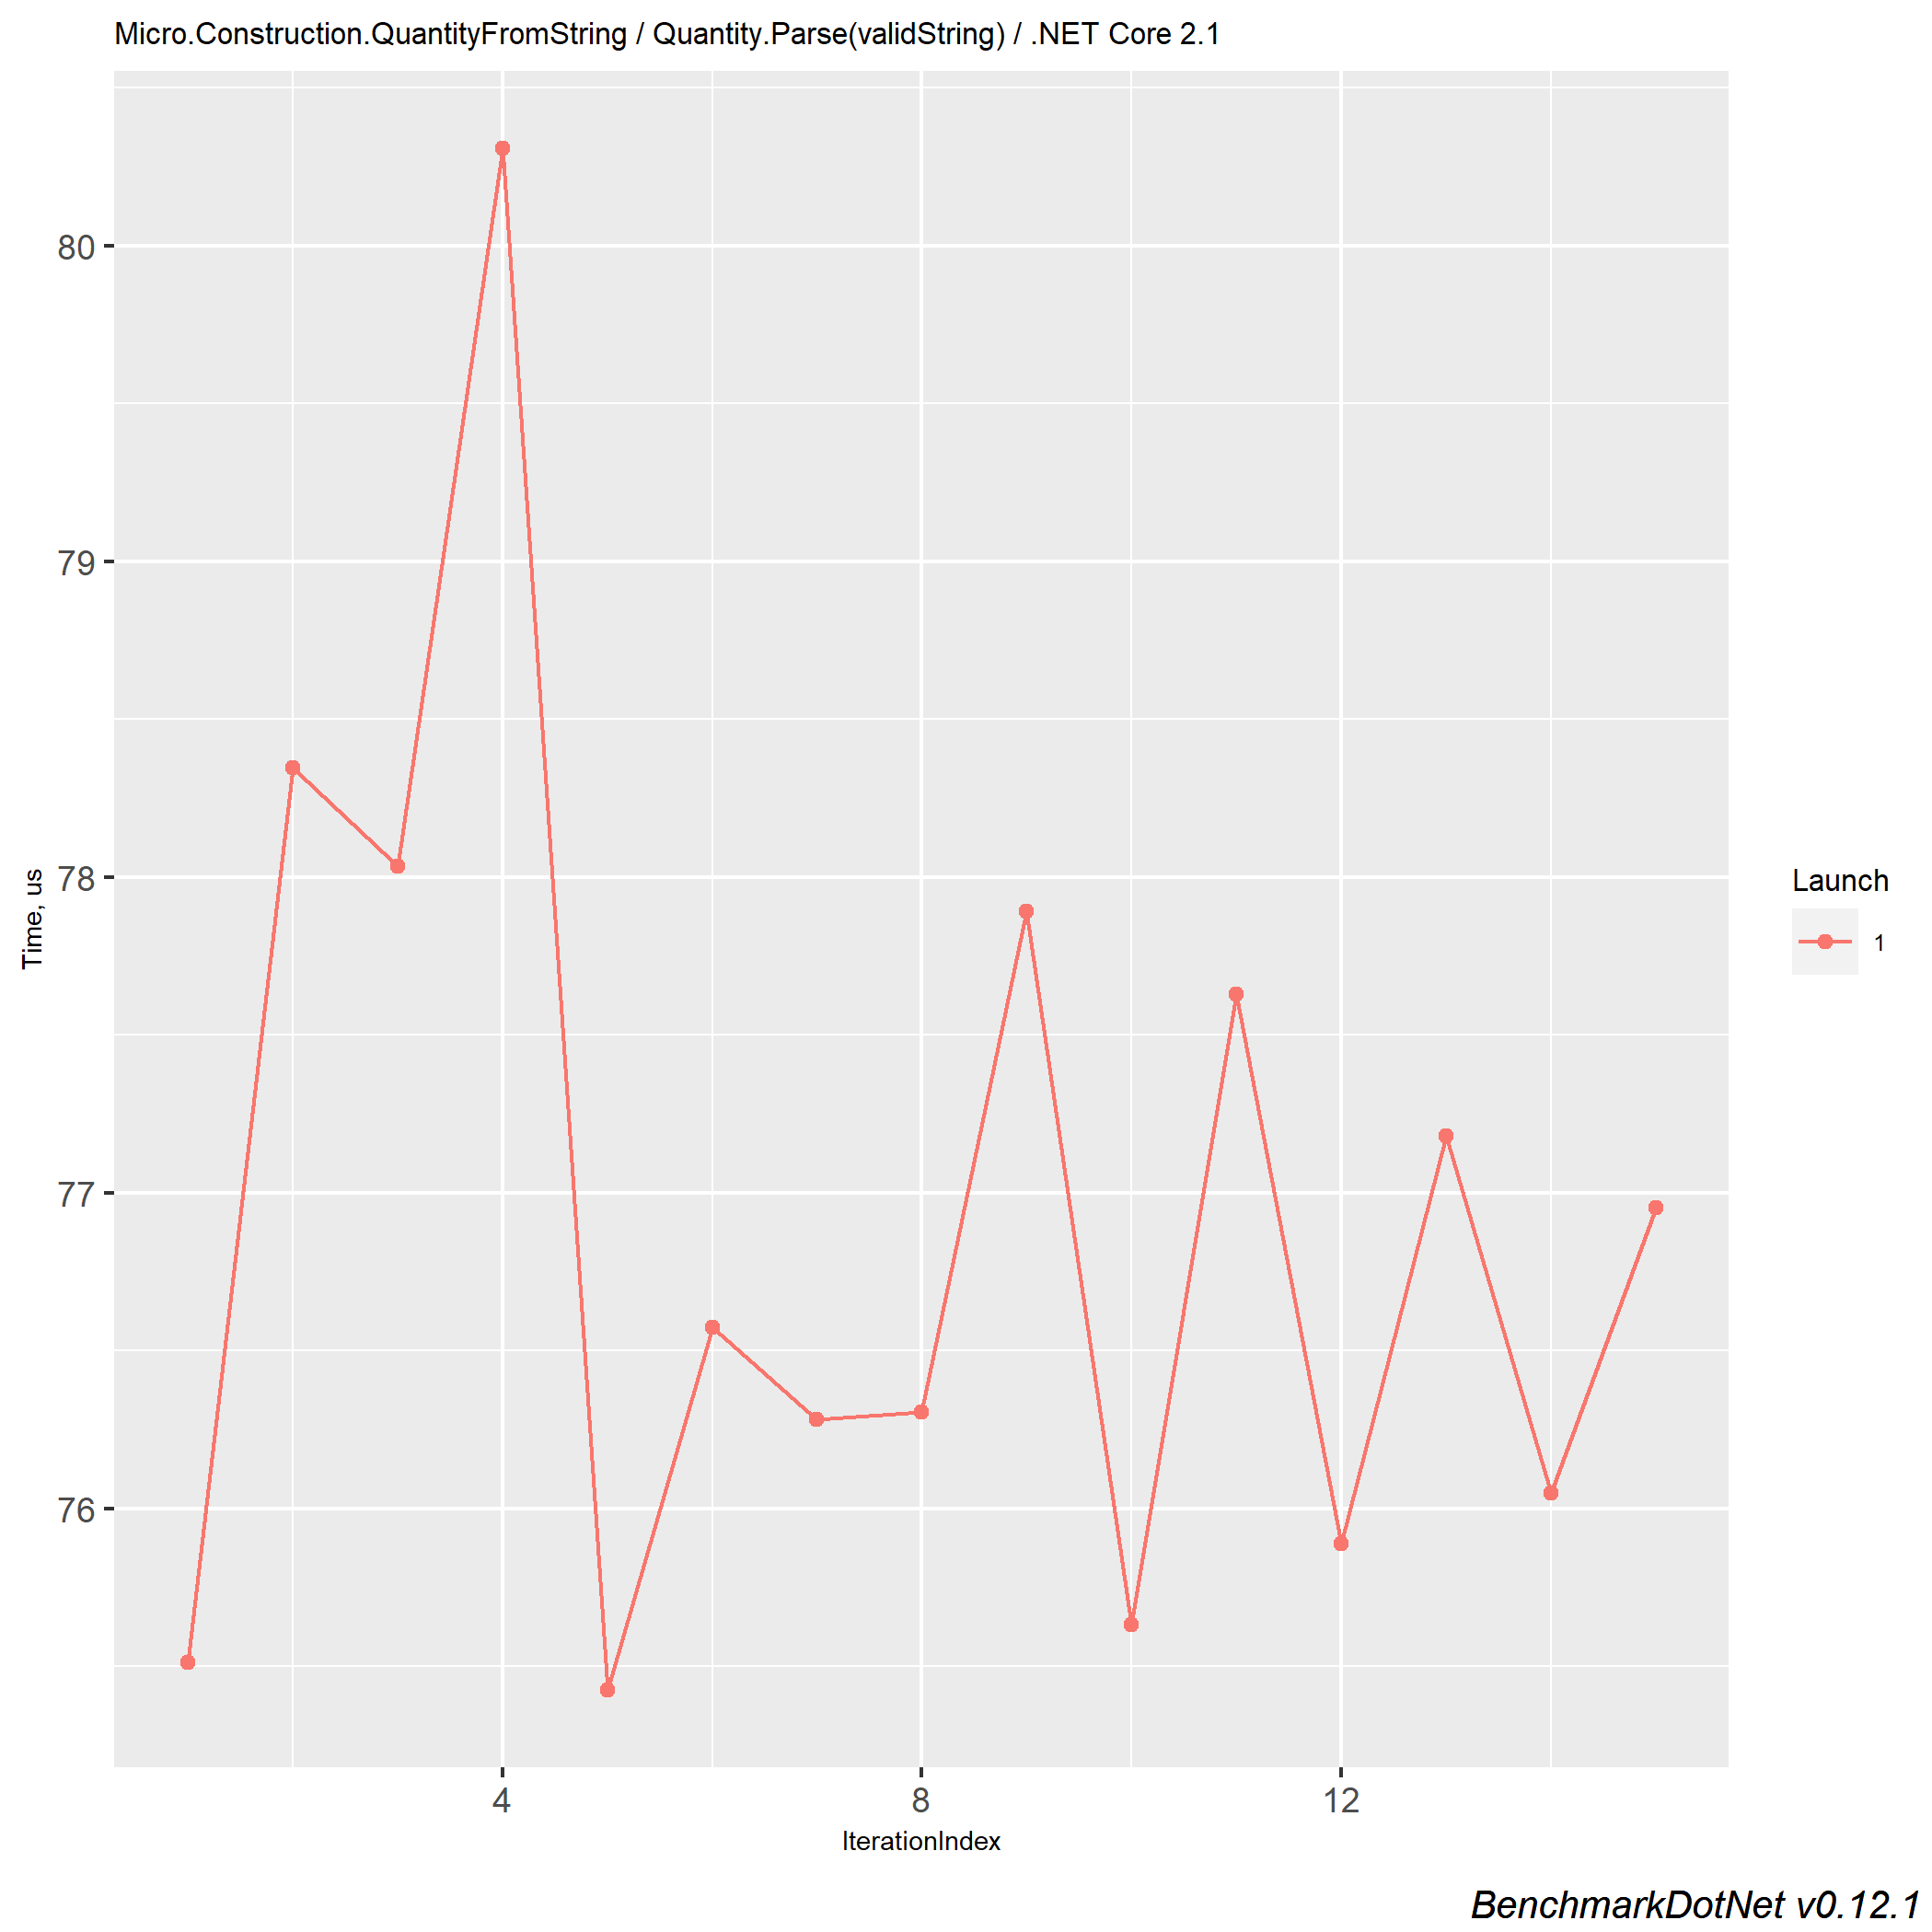 Micro.Construction.QuantityFromString / Quantity.Parse(validString) / .NET Core 2.1
80
79
78
77
76
Time, us
4
8
12
IterationIndex
Launch
1
BenchmarkDotNet v0.12.1